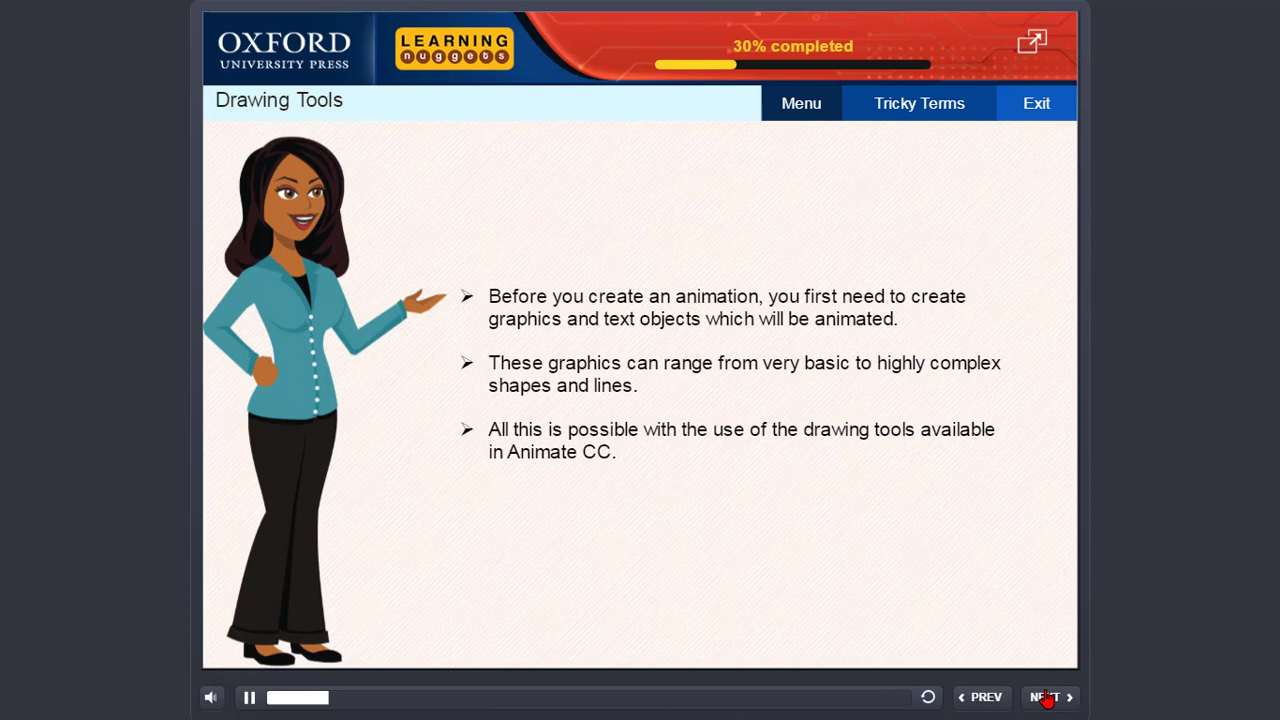 OXFORD
UNIVERSITY PRESS
LEARNING
nuggets
30% completed
Drawing Tools
Menu
Tricky Terms
Exit
➢ Before you create an animation, you first need to create
graphics and text objects which will be animated.
➢ These graphics can range from very basic to highly complex
shapes and lines.
➢ All this is possible with the use of the drawing tools available
in Animate CC.
PREV
NEXT